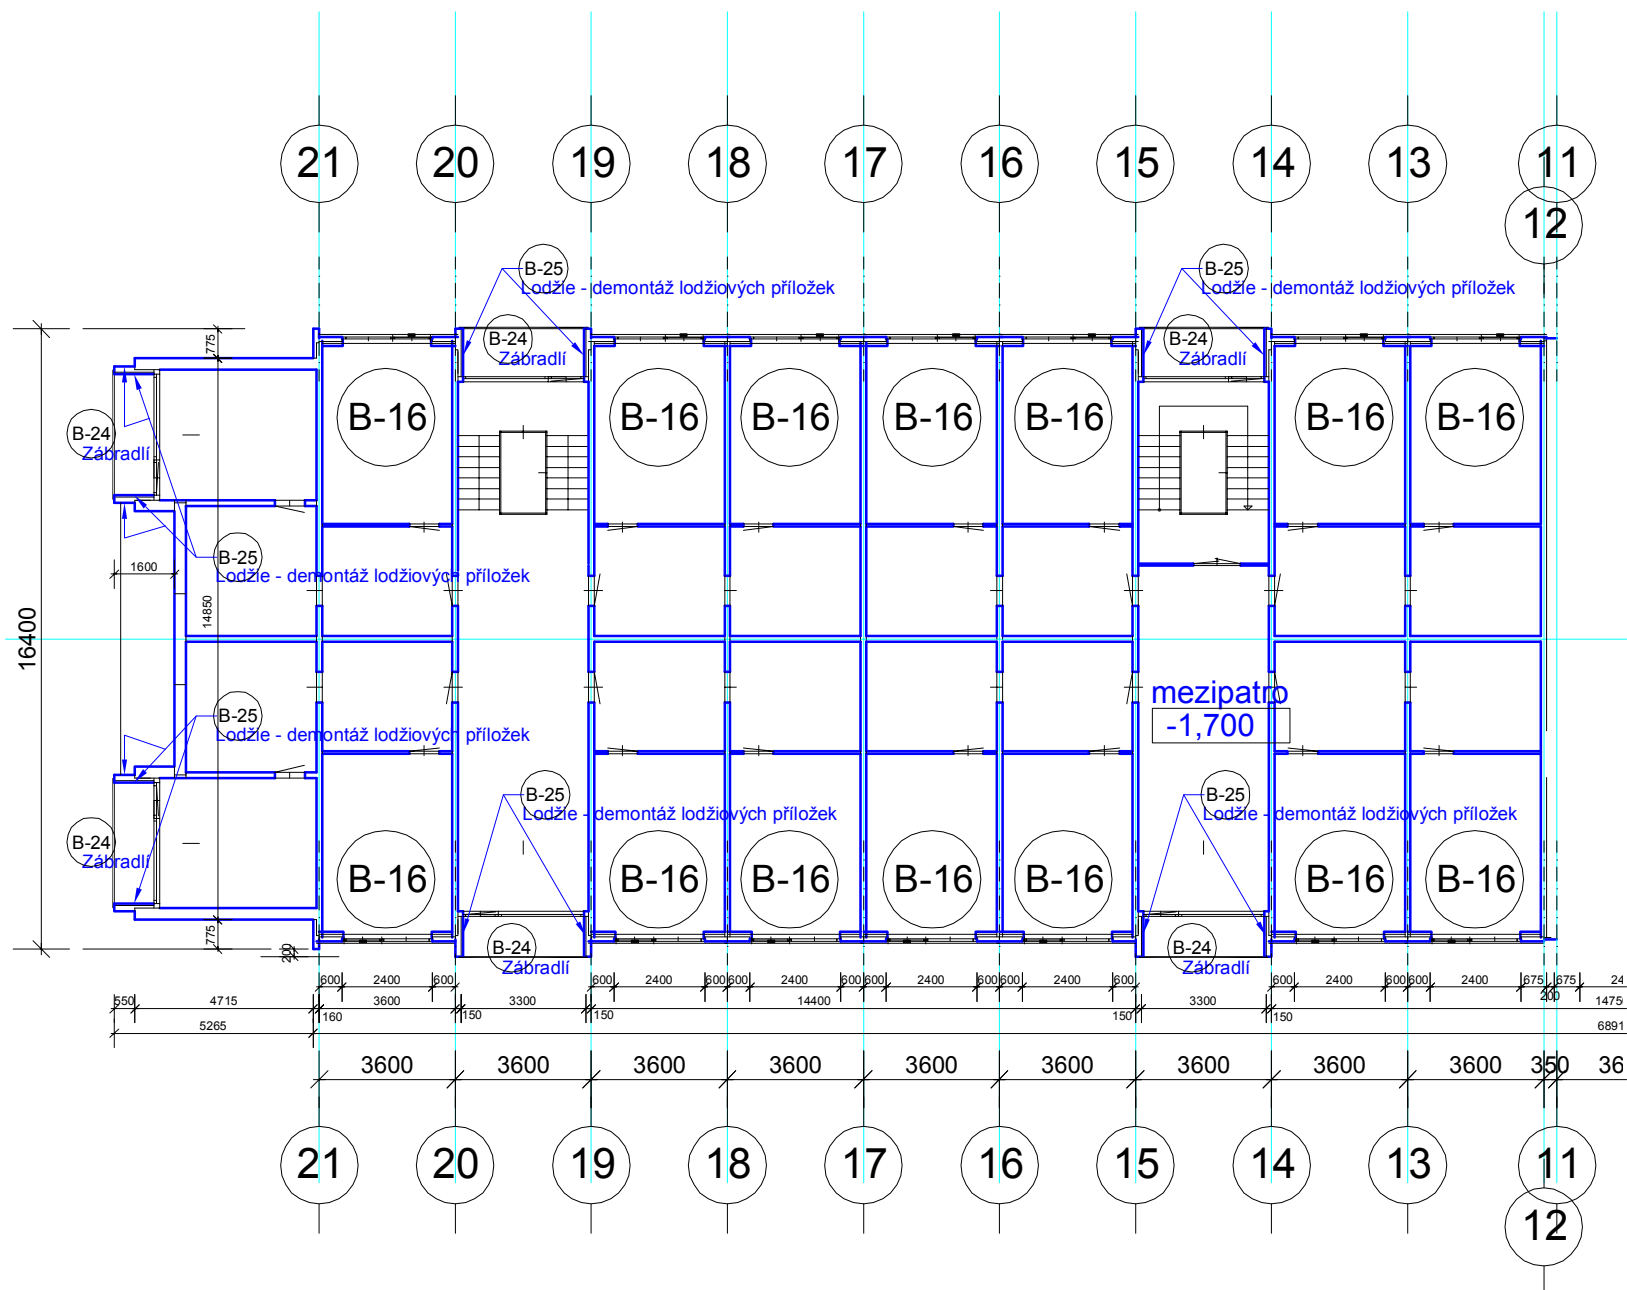 21 20 19 18 17 16 15 14 13 11
12
B-25 B-25
Lodžie - demontáž lodžiových příložek Lodžie - demontáž lodžiových příložek
B-24 B-24
Zábradlí Zábradlí
775
B-16 B-16 B-16 B-16 B-16 B-16 B-16
B-24
Zábradlí
B-25
Lodžie - demontáž lodžiových příložek
1600
14850
16400
mezipatro
-1,700
B-25
Lodžie - demontáž lodžiových příložek
B-25 B-25
Lodžie - demontáž lodžiových příložek Lodžie - demontáž lodžiových příložek
B-24
Zábradlí
B-16 B-16 B-16 B-16 B-16 B-16 B-16
775
200
B-24 B-24
Zábradlí Zábradlí
600 2400 600 600 2400 600 600 2400 600 600 2400 600 600 2400 600 600 2400 600 600 2400 675 675 24
200
550 4715 3600 3300 14400 3300 1475
160 150 150 150 150
5265 6891
3600 3600 3600 3600 3600 3600 3600 3600 3600 350 36
21 20 19 18 17 16 15 14 13 11
12